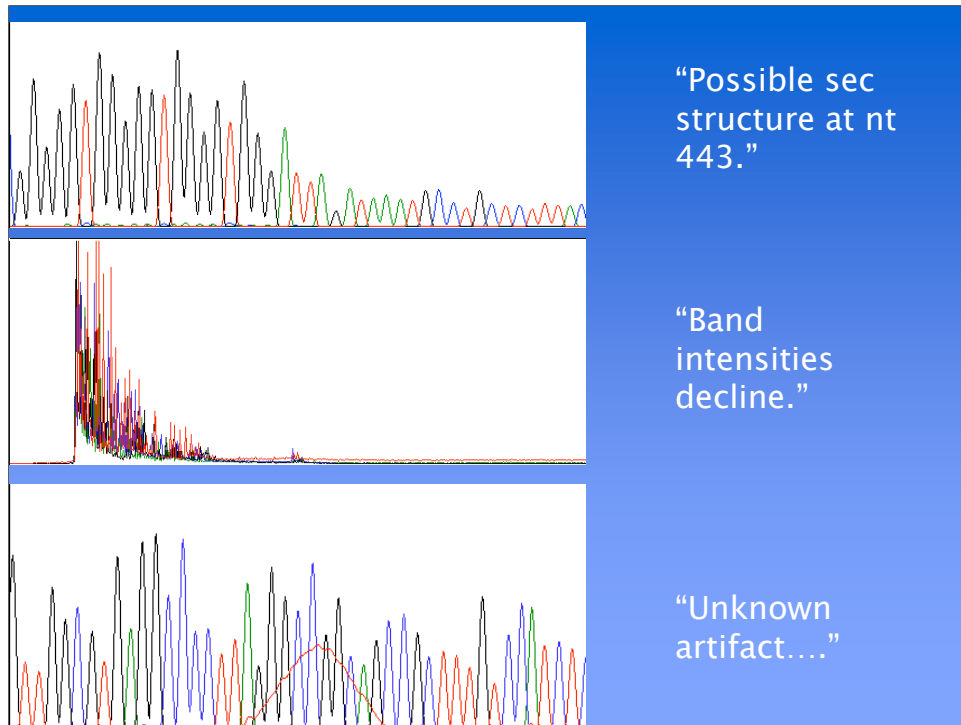 “Possible sec
structure at nt
443.”
“Band
intensities
decline.”
“Unknown
artifact....”